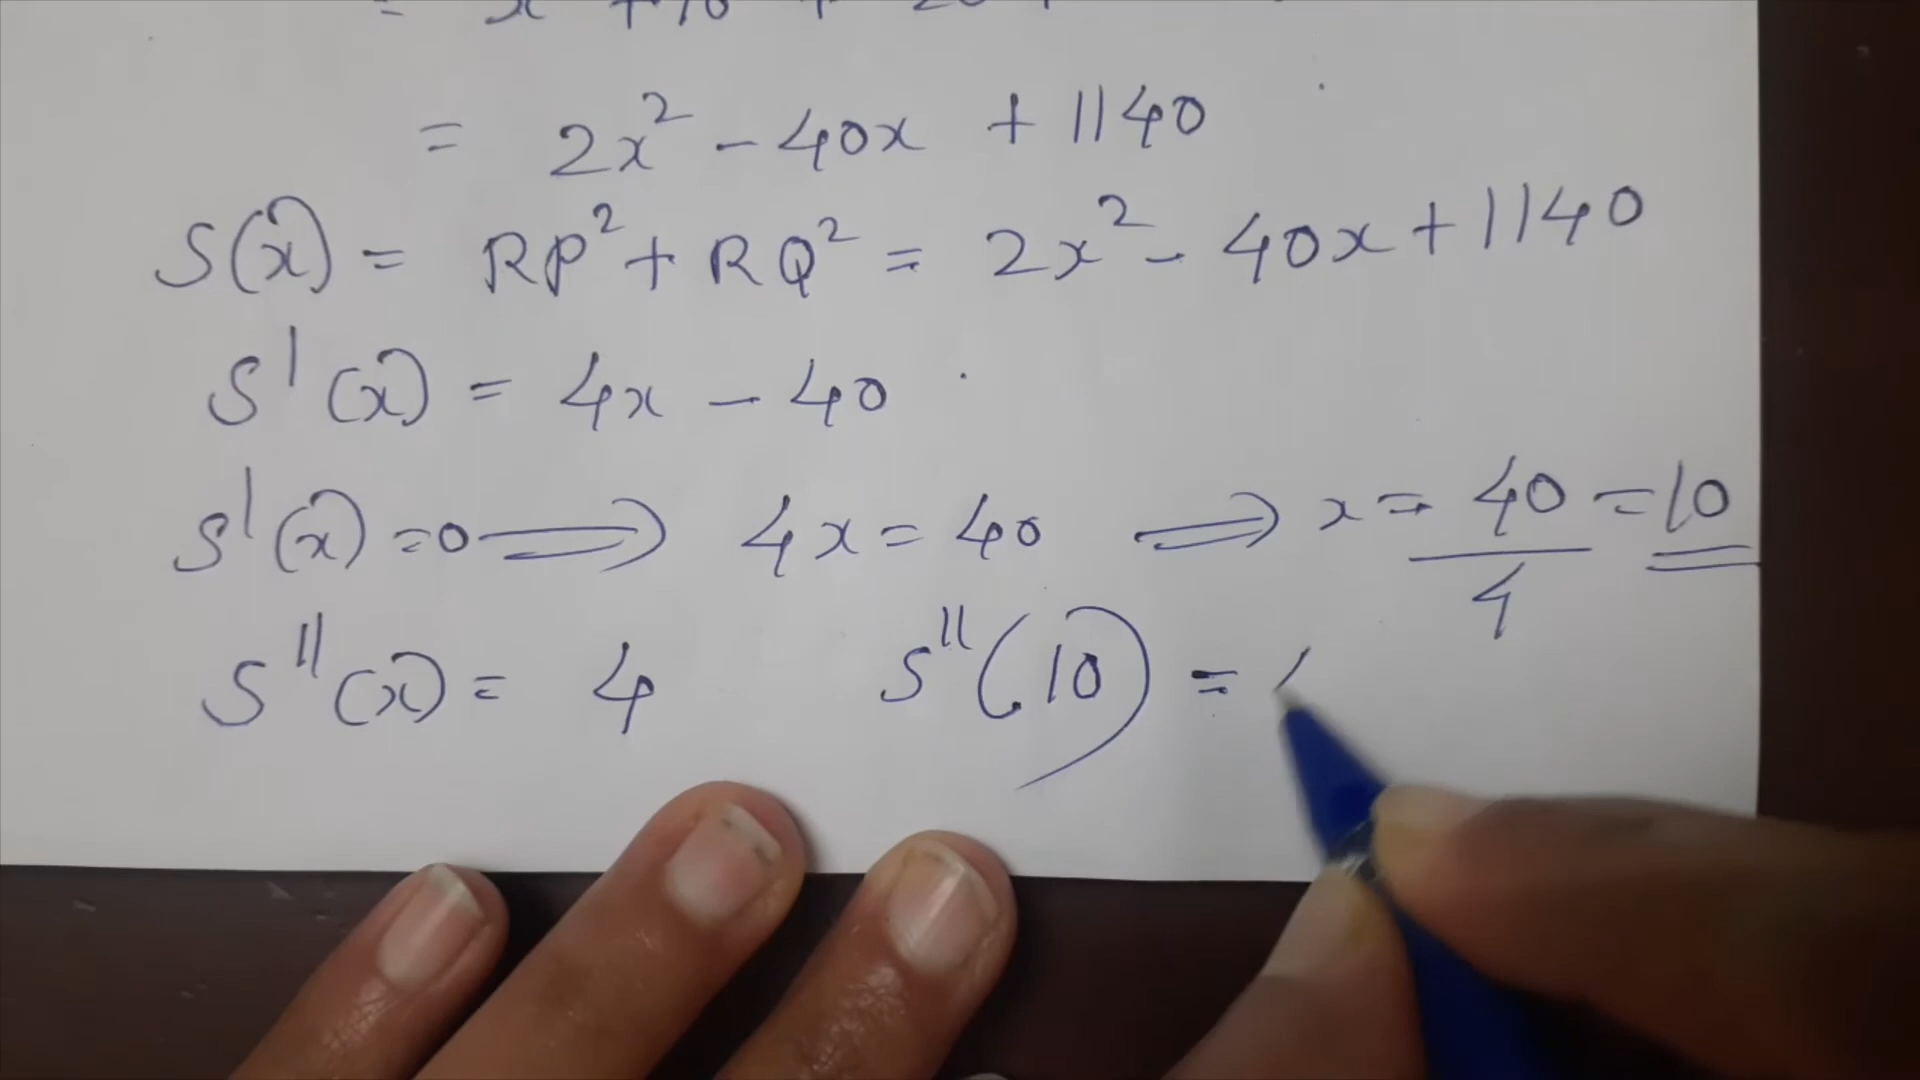 = 2x² - 40x + 1140
S(x) = RP² + RQ² = 2x² - 40x + 1140
S'(x) = 4x - 40
S'(x) = 0 ⟹ 4x = 40 ⟹ x = 40/4 = 10
S''(x) = 4 S''(10) =